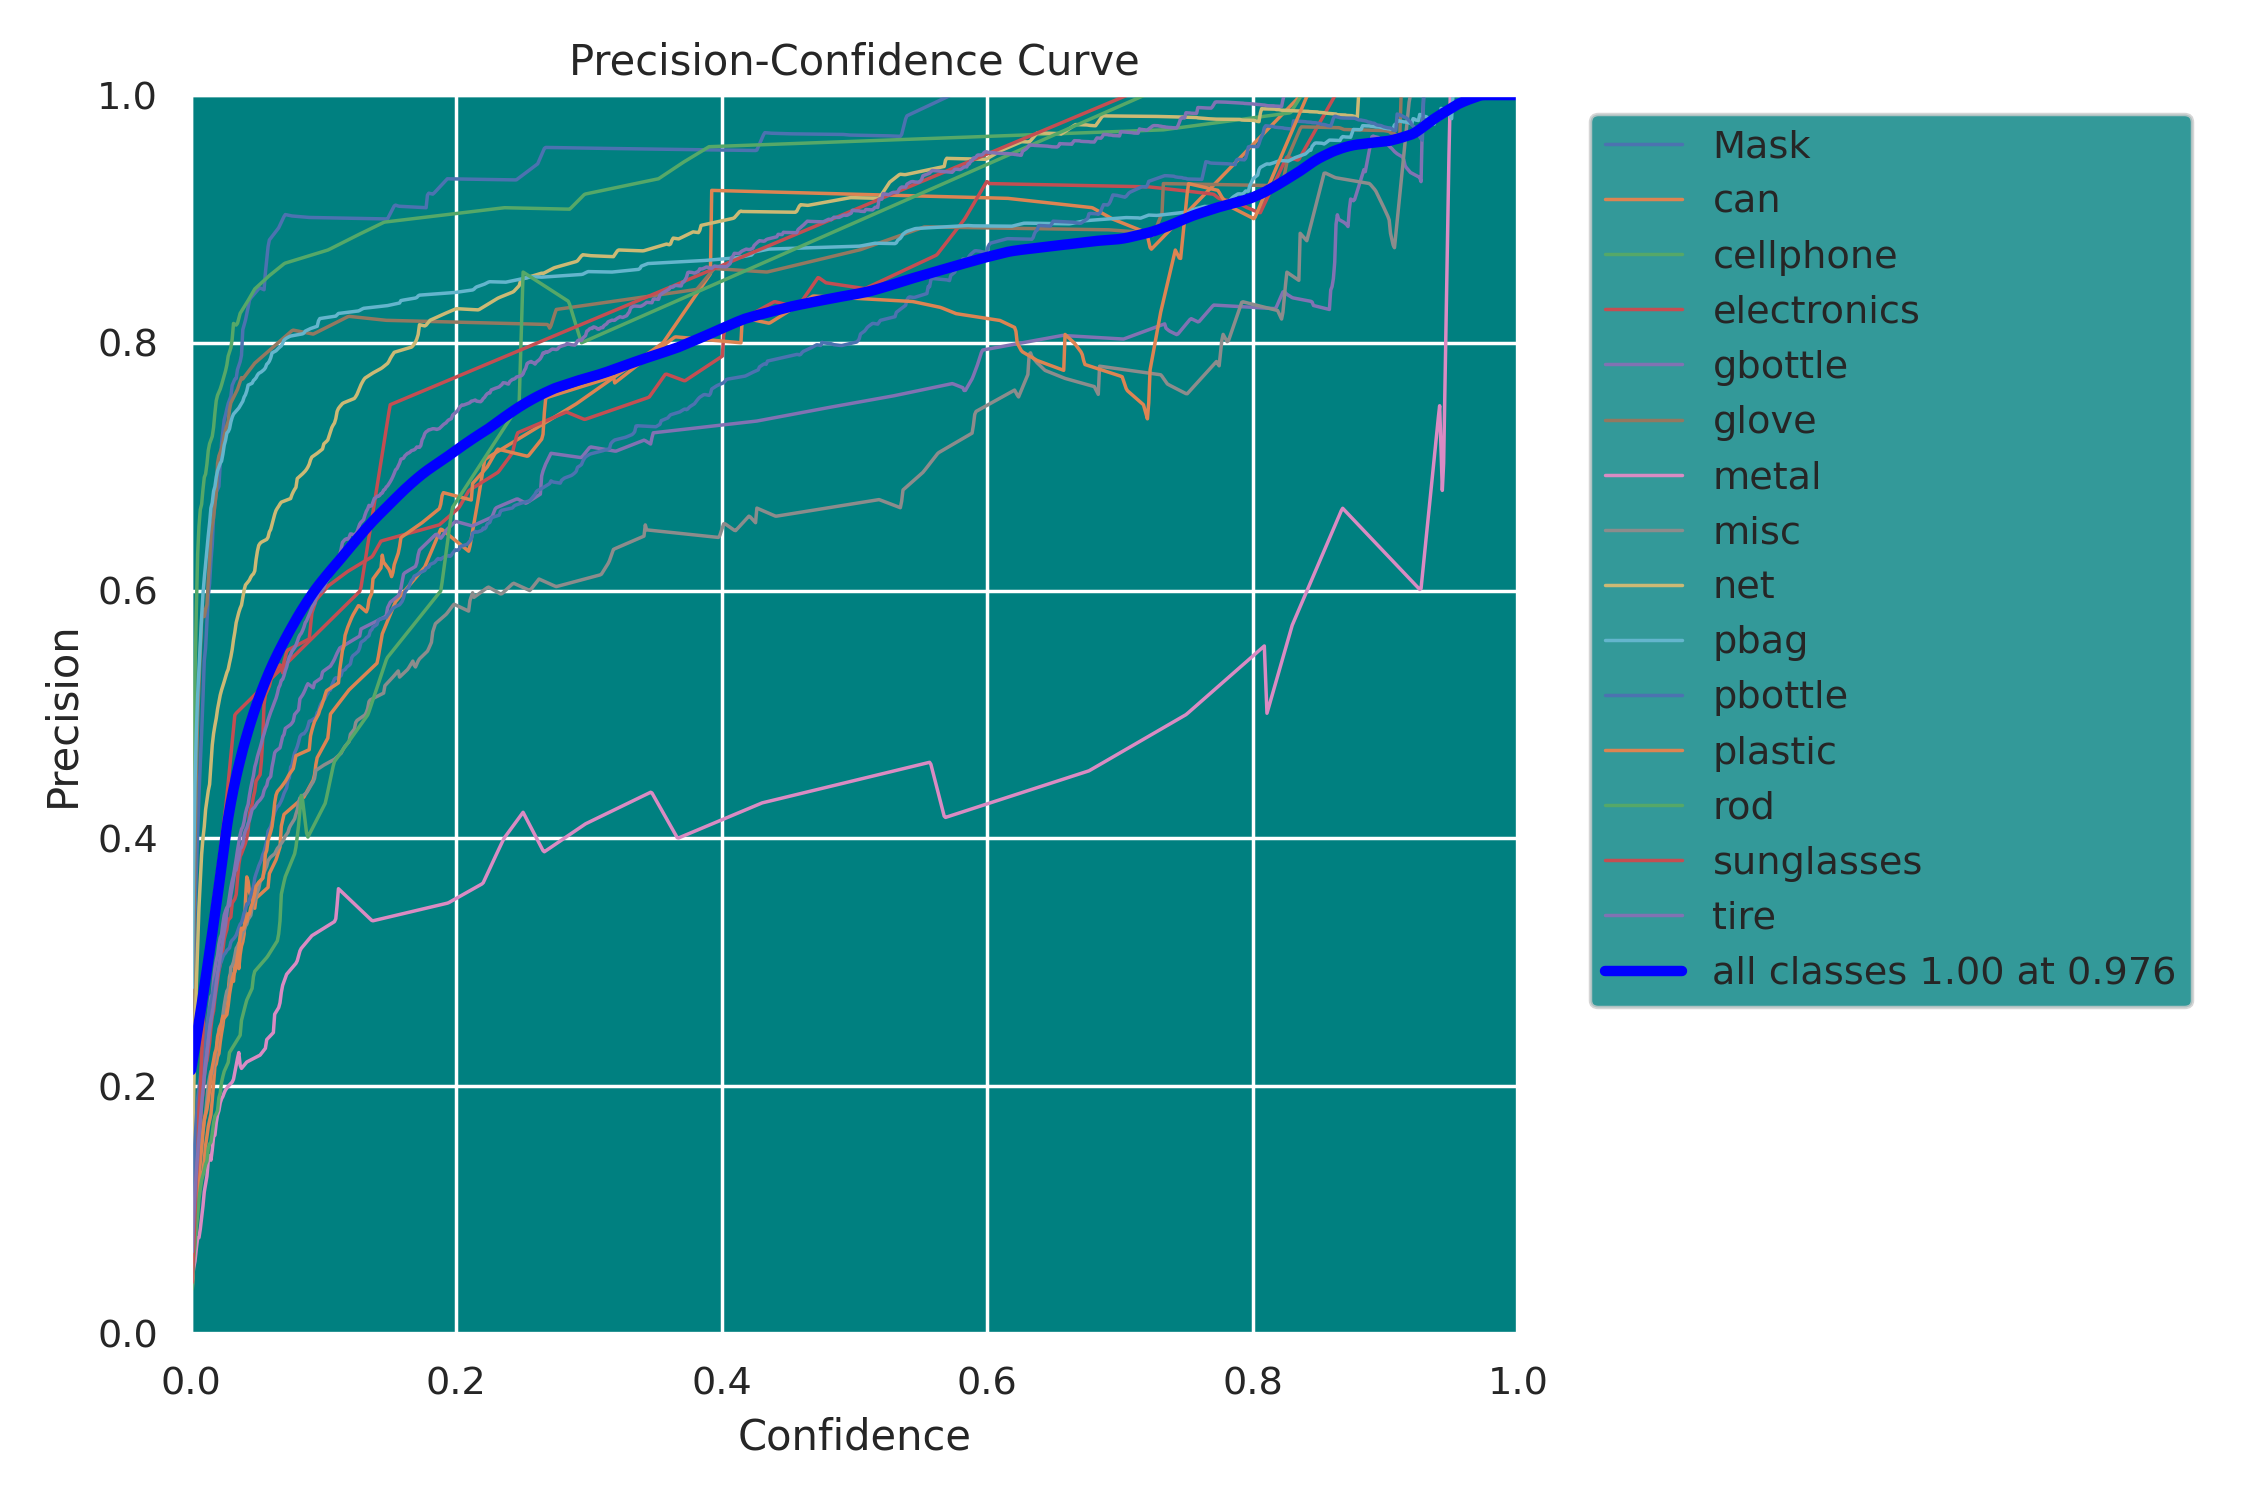 Precision-Confidence Curve
1.0
0.8
0.6
0.4
0.2
0.0
Precision
0.0 0.2 0.4 0.6 0.8 1.0
Confidence
Mask
can
cellphone
electronics
gbottle
glove
metal
misc
net
pbag
pbottle
plastic
rod
sunglasses
tire
all classes 1.00 at 0.976